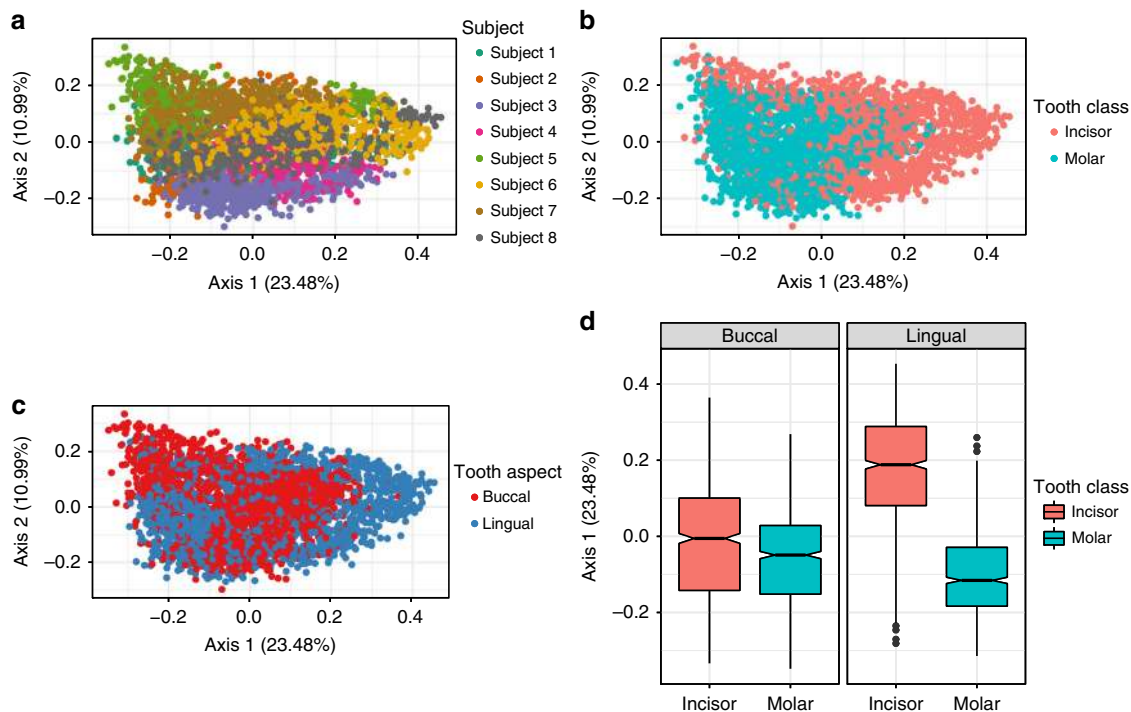 a
Subject
Subject 1
Subject 2
Subject 3
Subject 4
Subject 5
Subject 6
Subject 7
Subject 8
Axis 2 (10.99%)
0.2
0.0
−0.2
−0.2
0.0
0.2
0.4
Axis 1 (23.48%)
b
Axis 2 (10.99%)
0.2
0.0
−0.2
−0.2
0.0
0.2
0.4
Axis 1 (23.48%)
Tooth class
Incisor
Molar
c
Axis 2 (10.99%)
0.2
0.0
−0.2
−0.2
0.0
0.2
0.4
Axis 1 (23.48%)
Tooth aspect
Buccal
Lingual
d
Buccal
Lingual
Axis 1 (23.48%)
0.4
0.2
0.0
−0.2
Incisor
Molar
Incisor
Molar
Tooth class
Incisor
Molar